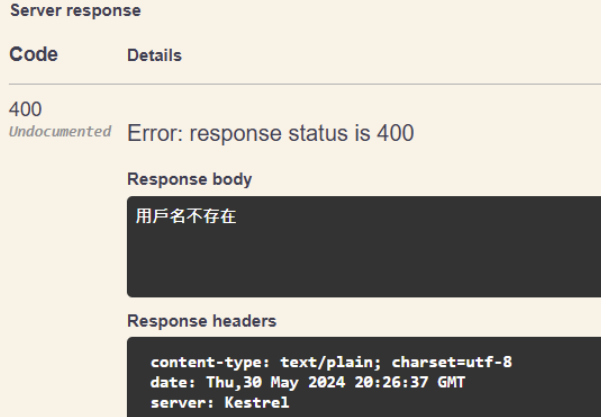 Server response
Code Details
400
Undocumented Error: response status is 400
Response body
用戶名不存在
Response headers
content-type: text/plain; charset=utf-8
date: Thu,30 May 2024 20:26:37 GMT
server: Kestrel